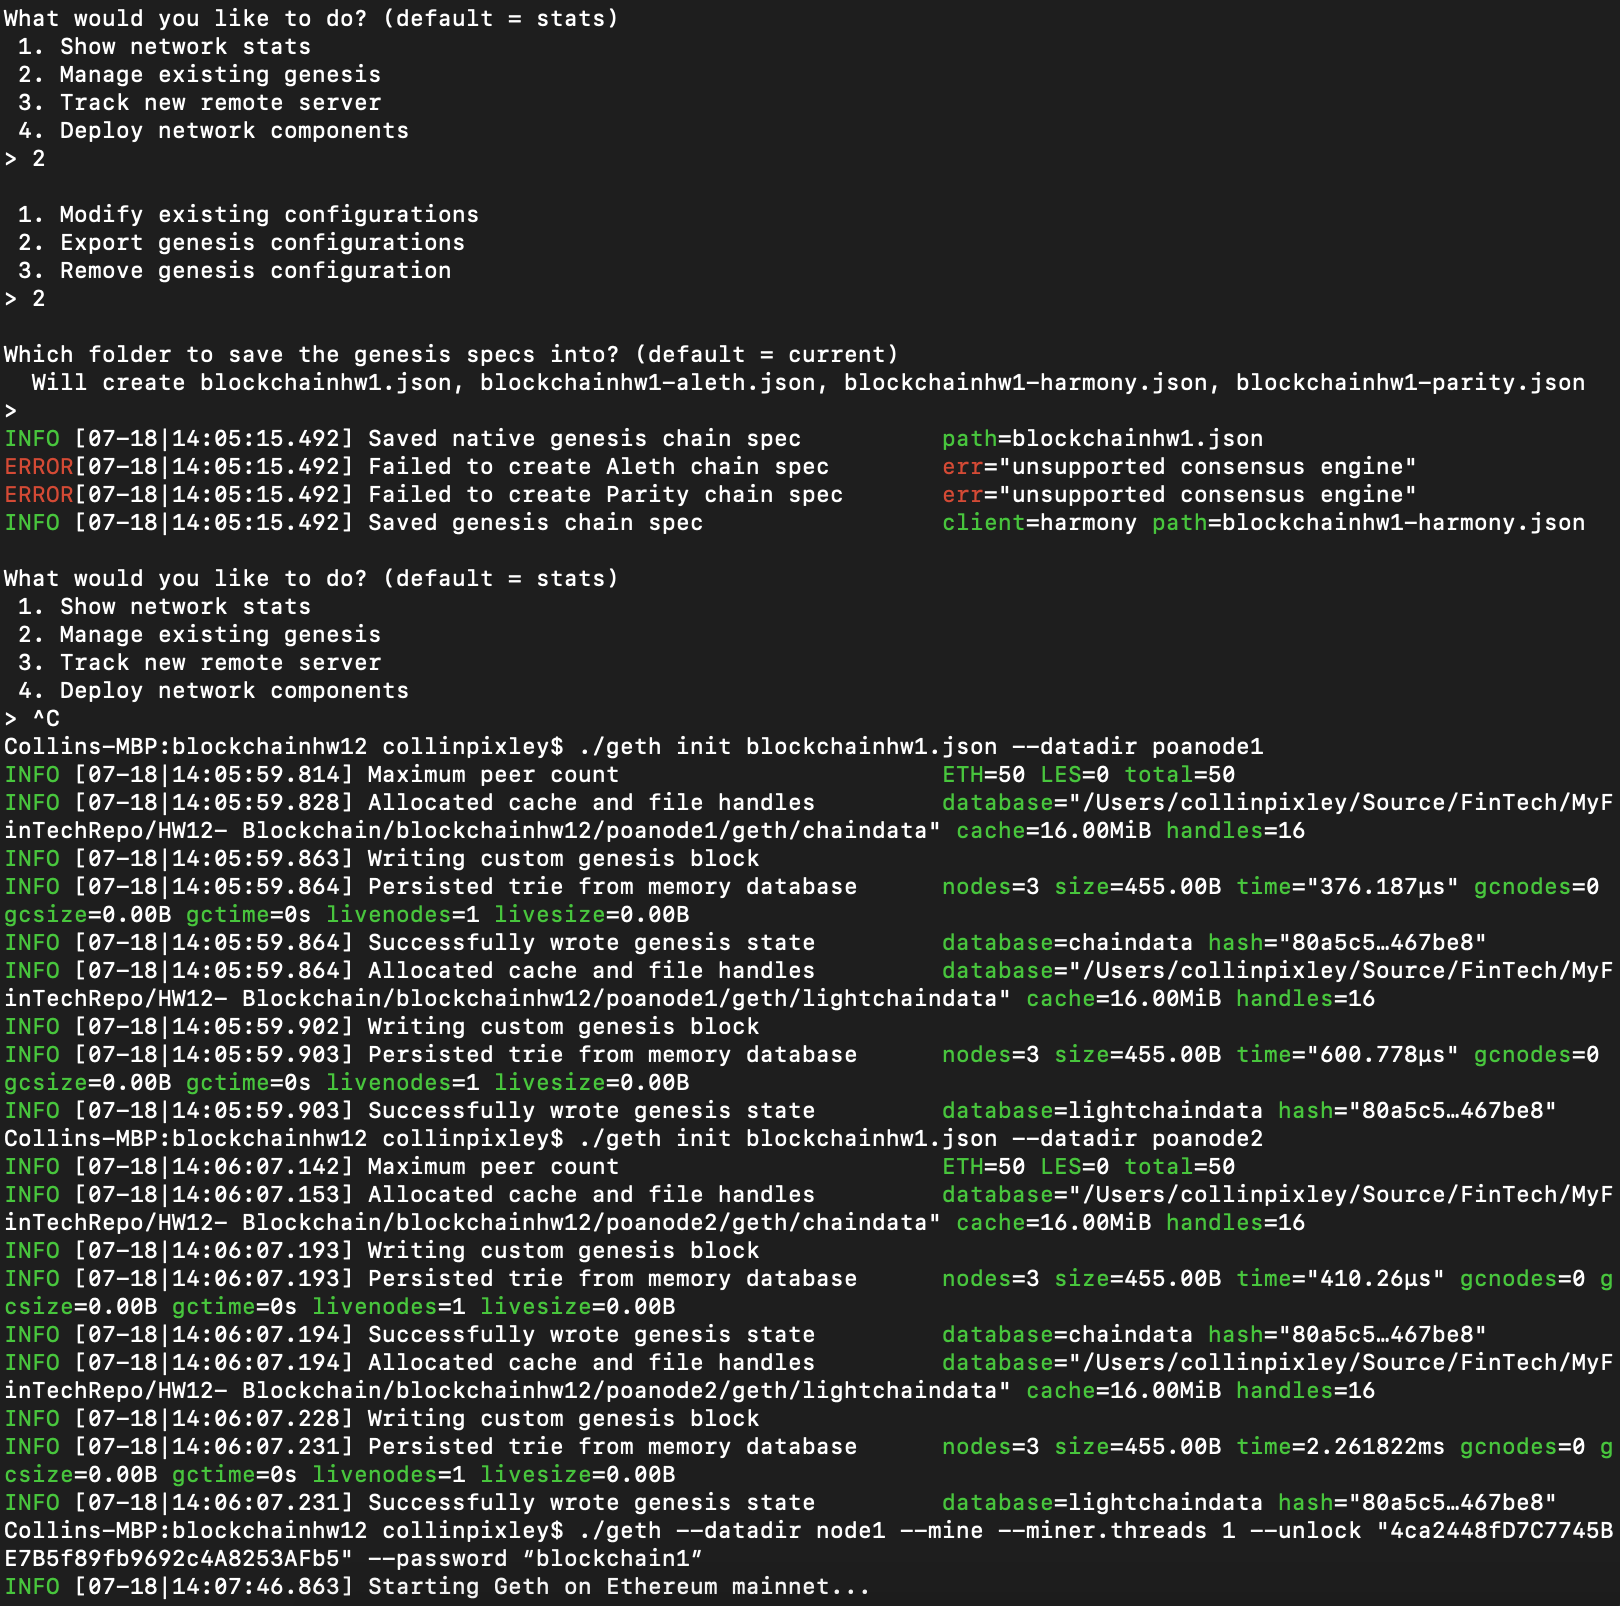 What would you like to do? (default = stats)
 1. Show network stats
 2. Manage existing genesis
 3. Track new remote server
 4. Deploy network components
> 2

 1. Modify existing configurations
 2. Export genesis configurations
 3. Remove genesis configuration
> 2

Which folder to save the genesis specs into? (default = current)
  Will create blockchainhw1.json, blockchainhw1-aleth.json, blockchainhw1-harmony.json, blockchainhw1-parity.json
>
INFO [07-18|14:05:15.492] Saved native genesis chain spec          path=blockchainhw1.json
ERROR[07-18|14:05:15.492] Failed to create Aleth chain spec        err="unsupported consensus engine"
ERROR[07-18|14:05:15.492] Failed to create Parity chain spec       err="unsupported consensus engine"
INFO [07-18|14:05:15.492] Saved genesis chain spec                 client=harmony path=blockchainhw1-harmony.json

What would you like to do? (default = stats)
 1. Show network stats
 2. Manage existing genesis
 3. Track new remote server
 4. Deploy network components
> ^C
Collins-MBP:blockchainhw12 collinpixley$ ./geth init blockchainhw1.json --datadir poanode1
INFO [07-18|14:05:59.814] Maximum peer count                       ETH=50 LES=0 total=50
INFO [07-18|14:05:59.828] Allocated cache and file handles         database="/Users/collinpixley/Source/FinTech/MyF
inTechRepo/HW12- Blockchain/blockchainhw12/poanode1/geth/chaindata" cache=16.00MiB handles=16
INFO [07-18|14:05:59.863] Writing custom genesis block
INFO [07-18|14:05:59.864] Persisted trie from memory database      nodes=3 size=455.00B time="376.187µs" gcnodes=0
gcsize=0.00B gctime=0s livenodes=1 livesize=0.00B
INFO [07-18|14:05:59.864] Successfully wrote genesis state         database=chaindata hash="80a5c5…467be8"
INFO [07-18|14:05:59.864] Allocated cache and file handles         database="/Users/collinpixley/Source/FinTech/MyF
inTechRepo/HW12- Blockchain/blockchainhw12/poanode1/geth/lightchaindata" cache=16.00MiB handles=16
INFO [07-18|14:05:59.902] Writing custom genesis block
INFO [07-18|14:05:59.903] Persisted trie from memory database      nodes=3 size=455.00B time="600.778µs" gcnodes=0
gcsize=0.00B gctime=0s livenodes=1 livesize=0.00B
INFO [07-18|14:05:59.903] Successfully wrote genesis state         database=lightchaindata hash="80a5c5…467be8"
Collins-MBP:blockchainhw12 collinpixley$ ./geth init blockchainhw1.json --datadir poanode2
INFO [07-18|14:06:07.142] Maximum peer count                       ETH=50 LES=0 total=50
INFO [07-18|14:06:07.153] Allocated cache and file handles         database="/Users/collinpixley/Source/FinTech/MyF
inTechRepo/HW12- Blockchain/blockchainhw12/poanode2/geth/chaindata" cache=16.00MiB handles=16
INFO [07-18|14:06:07.193] Writing custom genesis block
INFO [07-18|14:06:07.193] Persisted trie from memory database      nodes=3 size=455.00B time="410.26µs" gcnodes=0 g
csize=0.00B gctime=0s livenodes=1 livesize=0.00B
INFO [07-18|14:06:07.194] Successfully wrote genesis state         database=chaindata hash="80a5c5…467be8"
INFO [07-18|14:06:07.194] Allocated cache and file handles         database="/Users/collinpixley/Source/FinTech/MyF
inTechRepo/HW12- Blockchain/blockchainhw12/poanode2/geth/lightchaindata" cache=16.00MiB handles=16
INFO [07-18|14:06:07.228] Writing custom genesis block
INFO [07-18|14:06:07.231] Persisted trie from memory database      nodes=3 size=455.00B time=2.261822ms gcnodes=0 g
csize=0.00B gctime=0s livenodes=1 livesize=0.00B
INFO [07-18|14:06:07.231] Successfully wrote genesis state         database=lightchaindata hash="80a5c5…467be8"
Collins-MBP:blockchainhw12 collinpixley$ ./geth --datadir node1 --mine --miner.threads 1 --unlock "4ca2448fD7C7745B
E7B5f89fb9692c4A8253AFb5" --password “blockchain1”
INFO [07-18|14:07:46.863] Starting Geth on Ethereum mainnet...